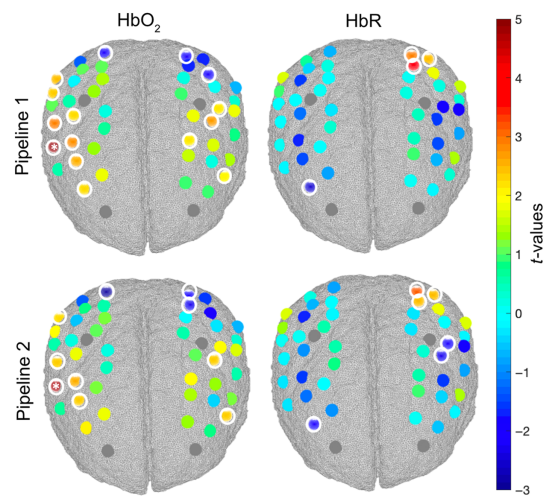 HbO₂ HbR
Pipeline 1
Pipeline 2
5
4
3
2
1
0
−1
−2
−3
t-values